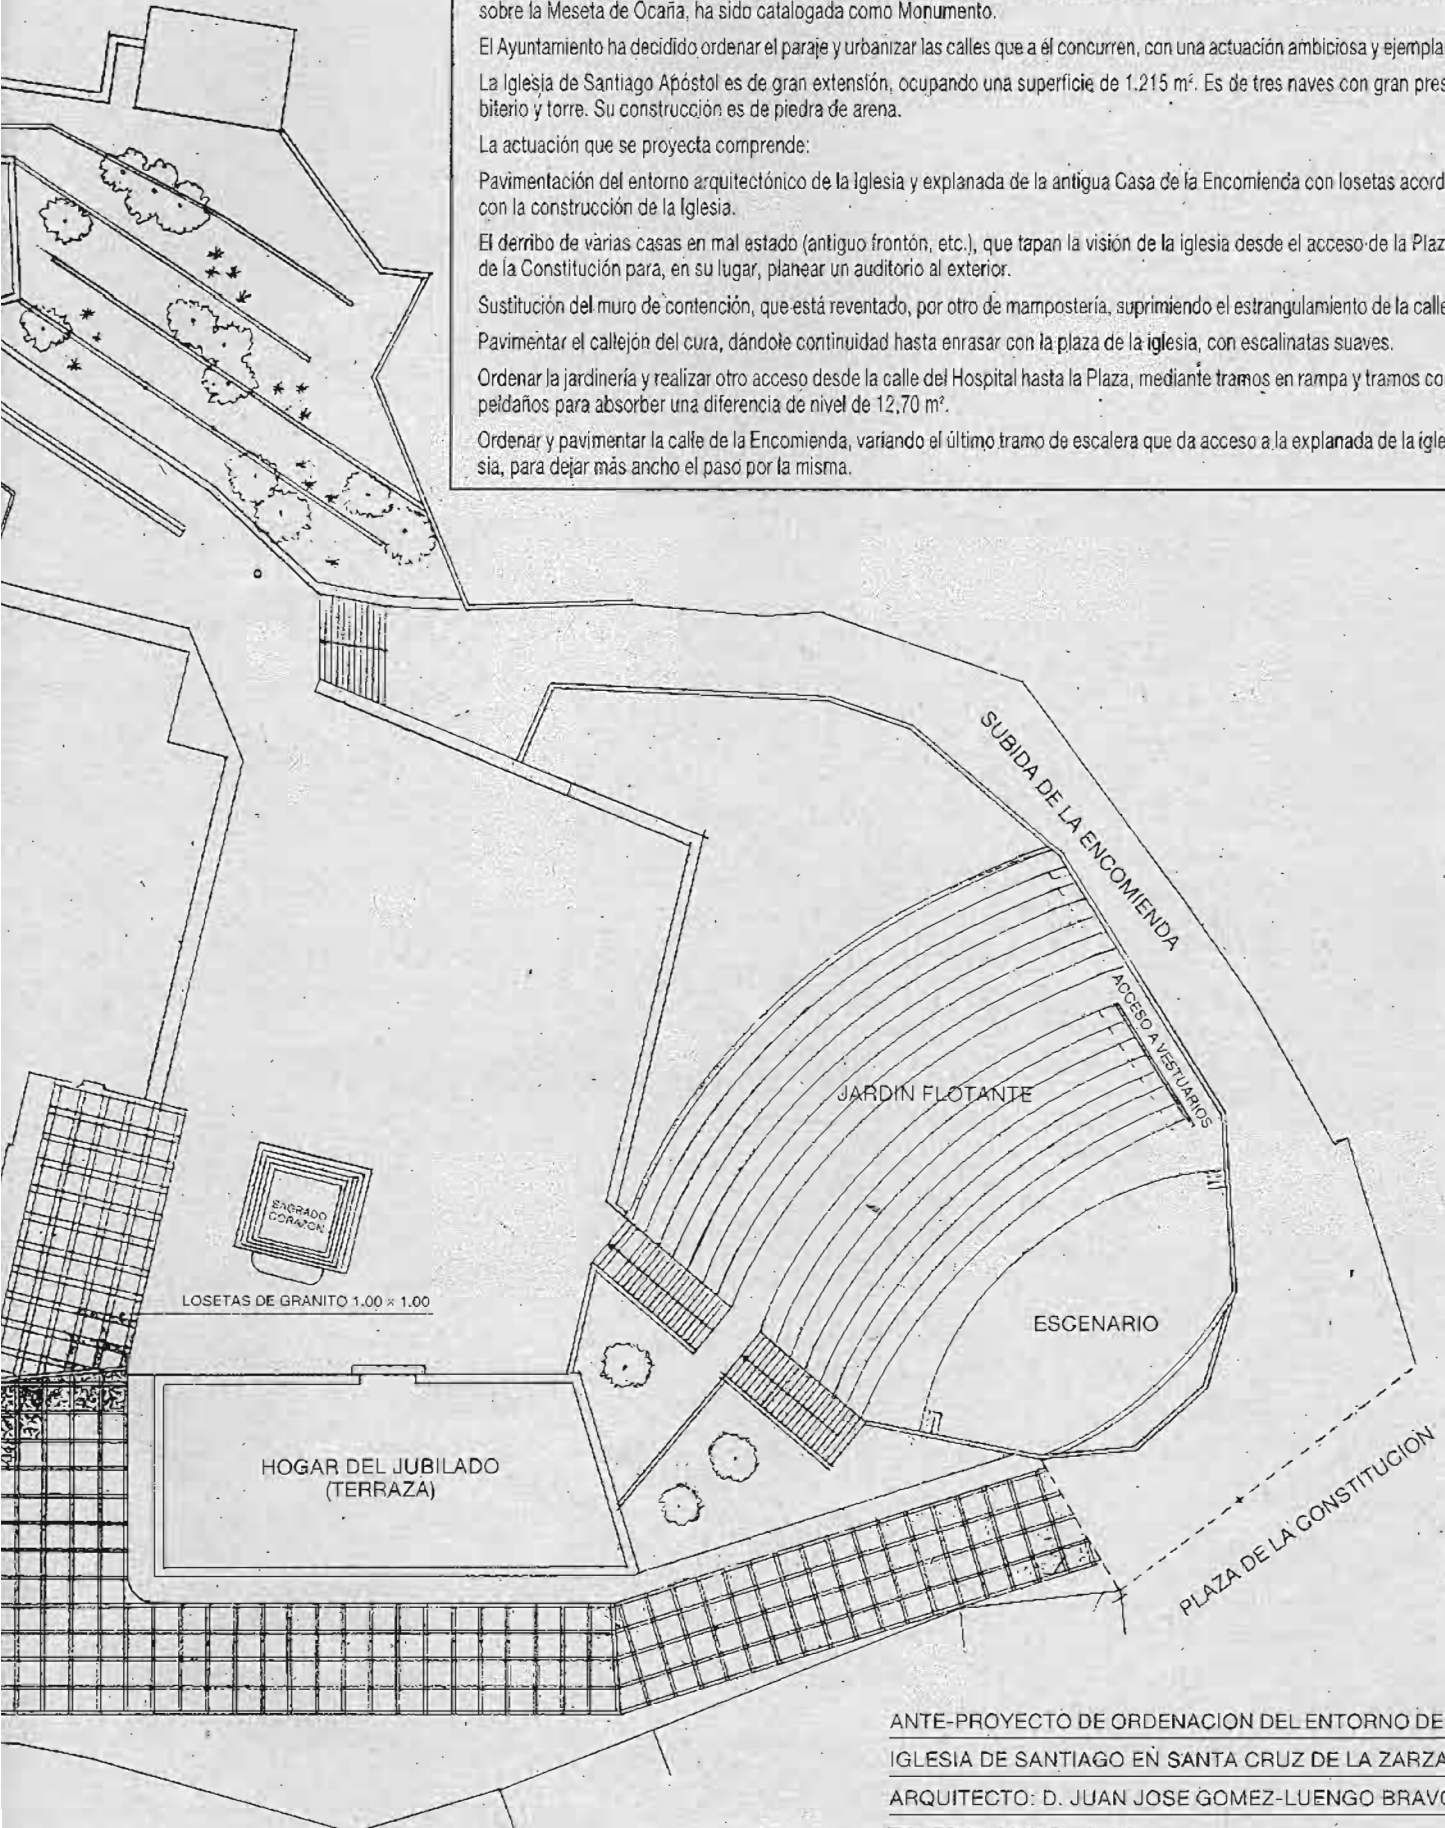 sobre la Meseta de Ocaña, ha sido catalogada como Monumento.
El Ayuntamiento ha decidido ordenar el paraje y urbanizar las calles que a él concurren, con una actuación ambiciosa y ejempla
La Iglesia de Santiago Apóstol es de gran extensión, ocupando una superficie de 1.215 m². Es de tres naves con gran pres
biterio y torre. Su construcción es de piedra de arena.
La actuación que se proyecta comprende:
Pavimentación del entorno arquitectónico de la Iglesia y explanada de la antigua Casa de la Encomienda con losetas acord
con la construcción de la Iglesia.
El derribo de varias casas en mal estado (antiguo frontón, etc.), que tapan la visión de la iglesia desde el acceso de la Plaz
de la Constitución para, en su lugar, planear un auditorio al exterior.
Sustitución del muro de contención, que está reventado, por otro de mampostería, suprimiendo el estrangulamiento de la calle
Pavimentar el callejón del cura, dándole continuidad hasta enrasar con la plaza de la iglesia, con escalinatas suaves.
Ordenar la jardinería y realizar otro acceso desde la calle del Hospital hasta la Plaza, mediante tramos en rampa y tramos co
peldaños para absorber una diferencia de nivel de 12,70 m².
Ordenar y pavimentar la calle de la Encomienda, variando el último tramo de escalera que da acceso a la explanada de la igle
sia, para dejar más ancho el paso por la misma.
SUBIDA DE LA ENCOMIENDA
ACCESO A VESTUARIOS
JARDIN FLOTANTE
SAGRADO
CORAZON
LOSETAS DE GRANITO 1.00 × 1.00
ESCENARIO
HOGAR DEL JUBILADO
(TERRAZA)
PLAZA DE LA CONSTITUCION
ANTE-PROYECTO DE ORDENACION DEL ENTORNO DE
IGLESIA DE SANTIAGO EN SANTA CRUZ DE LA ZARZA
ARQUITECTO: D. JUAN JOSE GOMEZ-LUENGO BRAVO